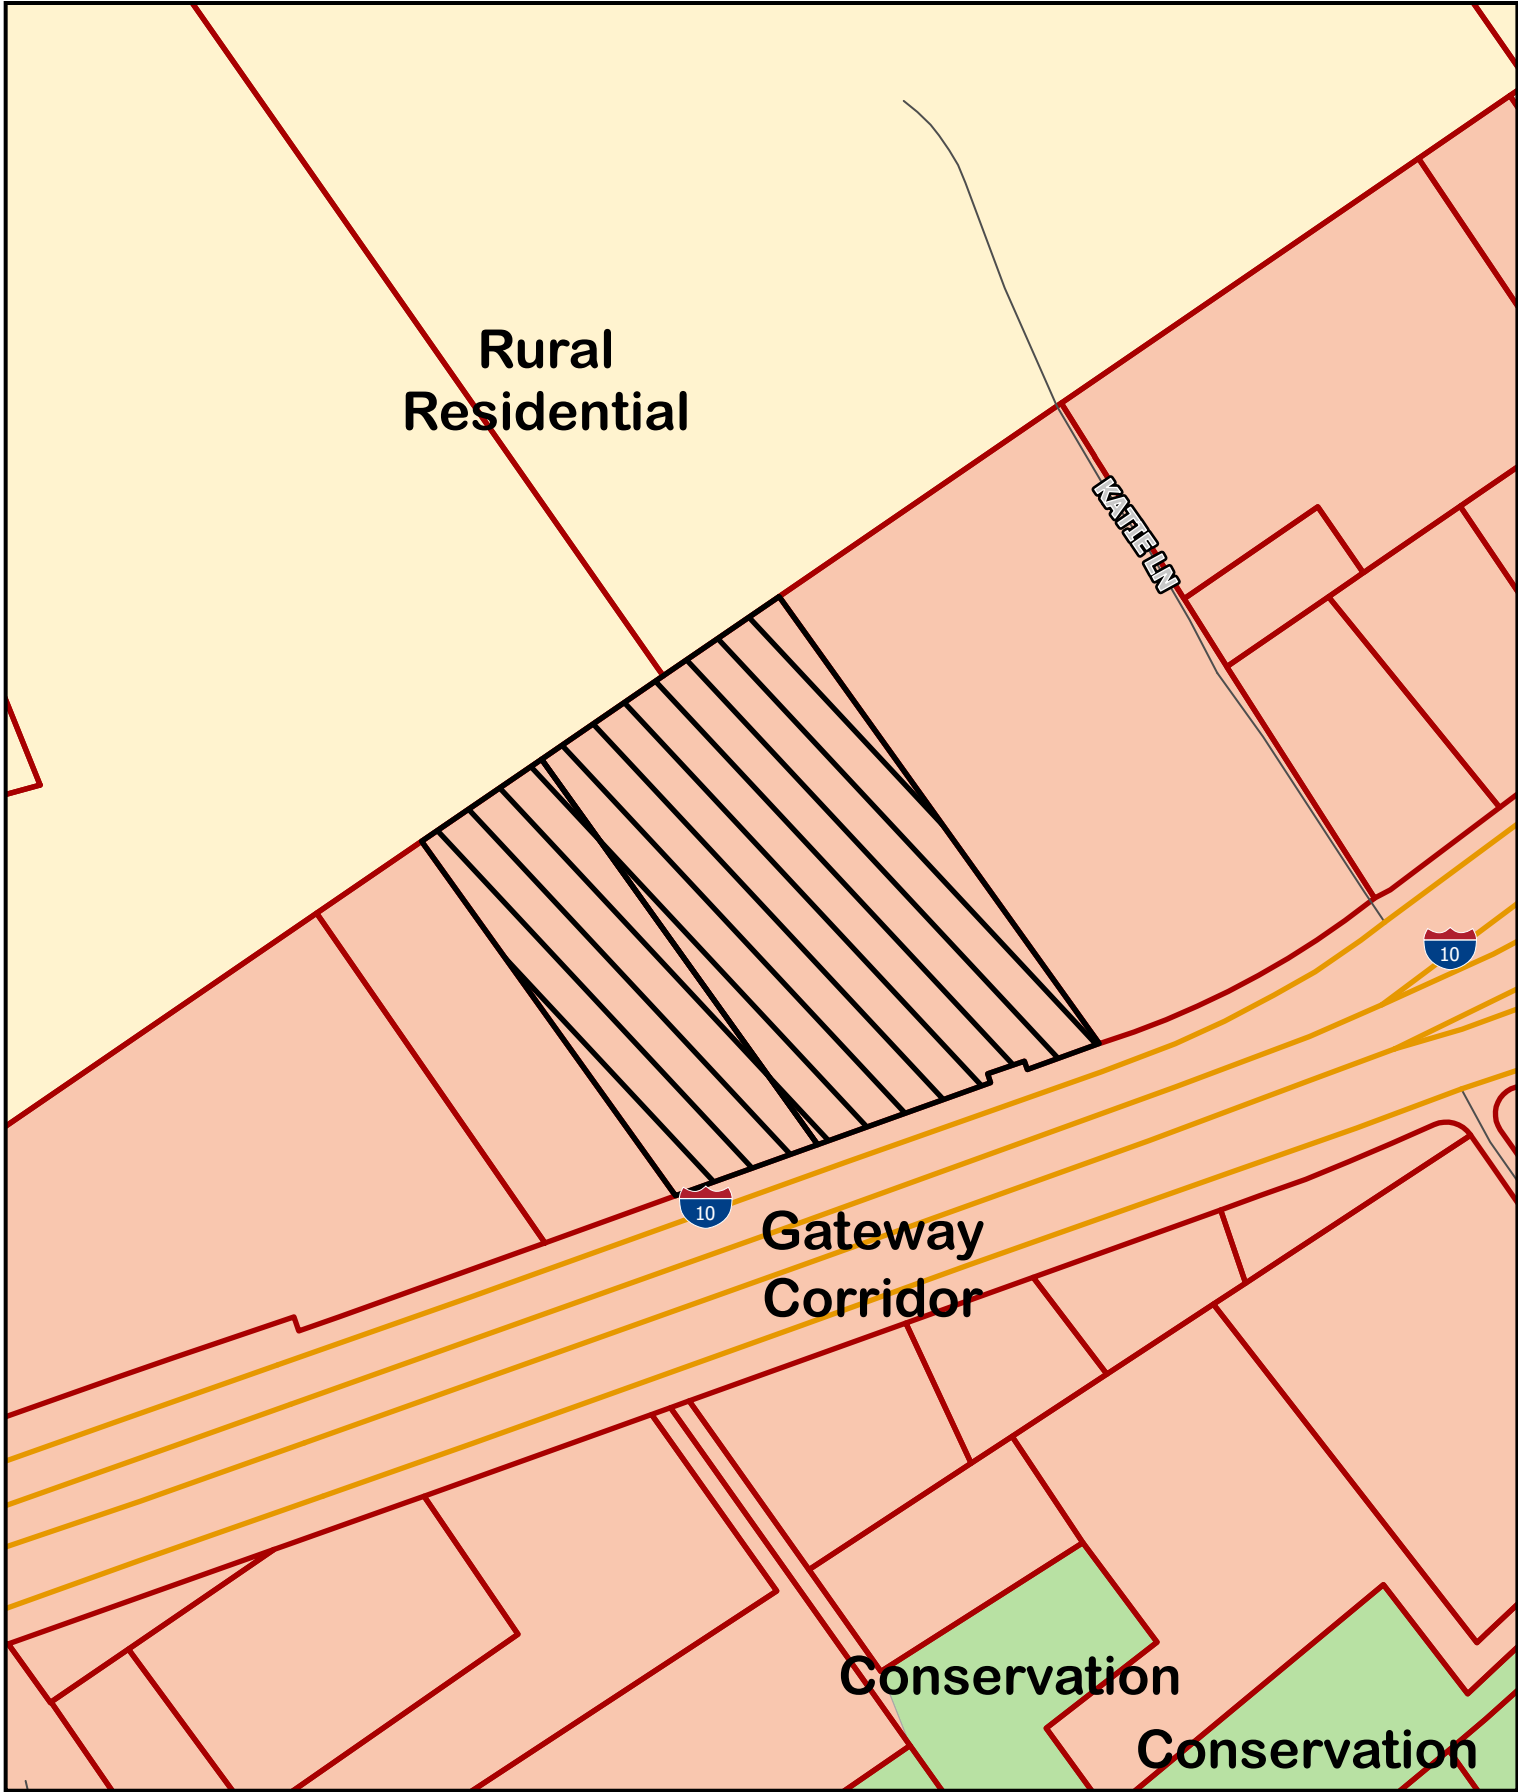 Rural
Residential
KATIE LN
10
10
Gateway
Corridor
Conservation
Conservation